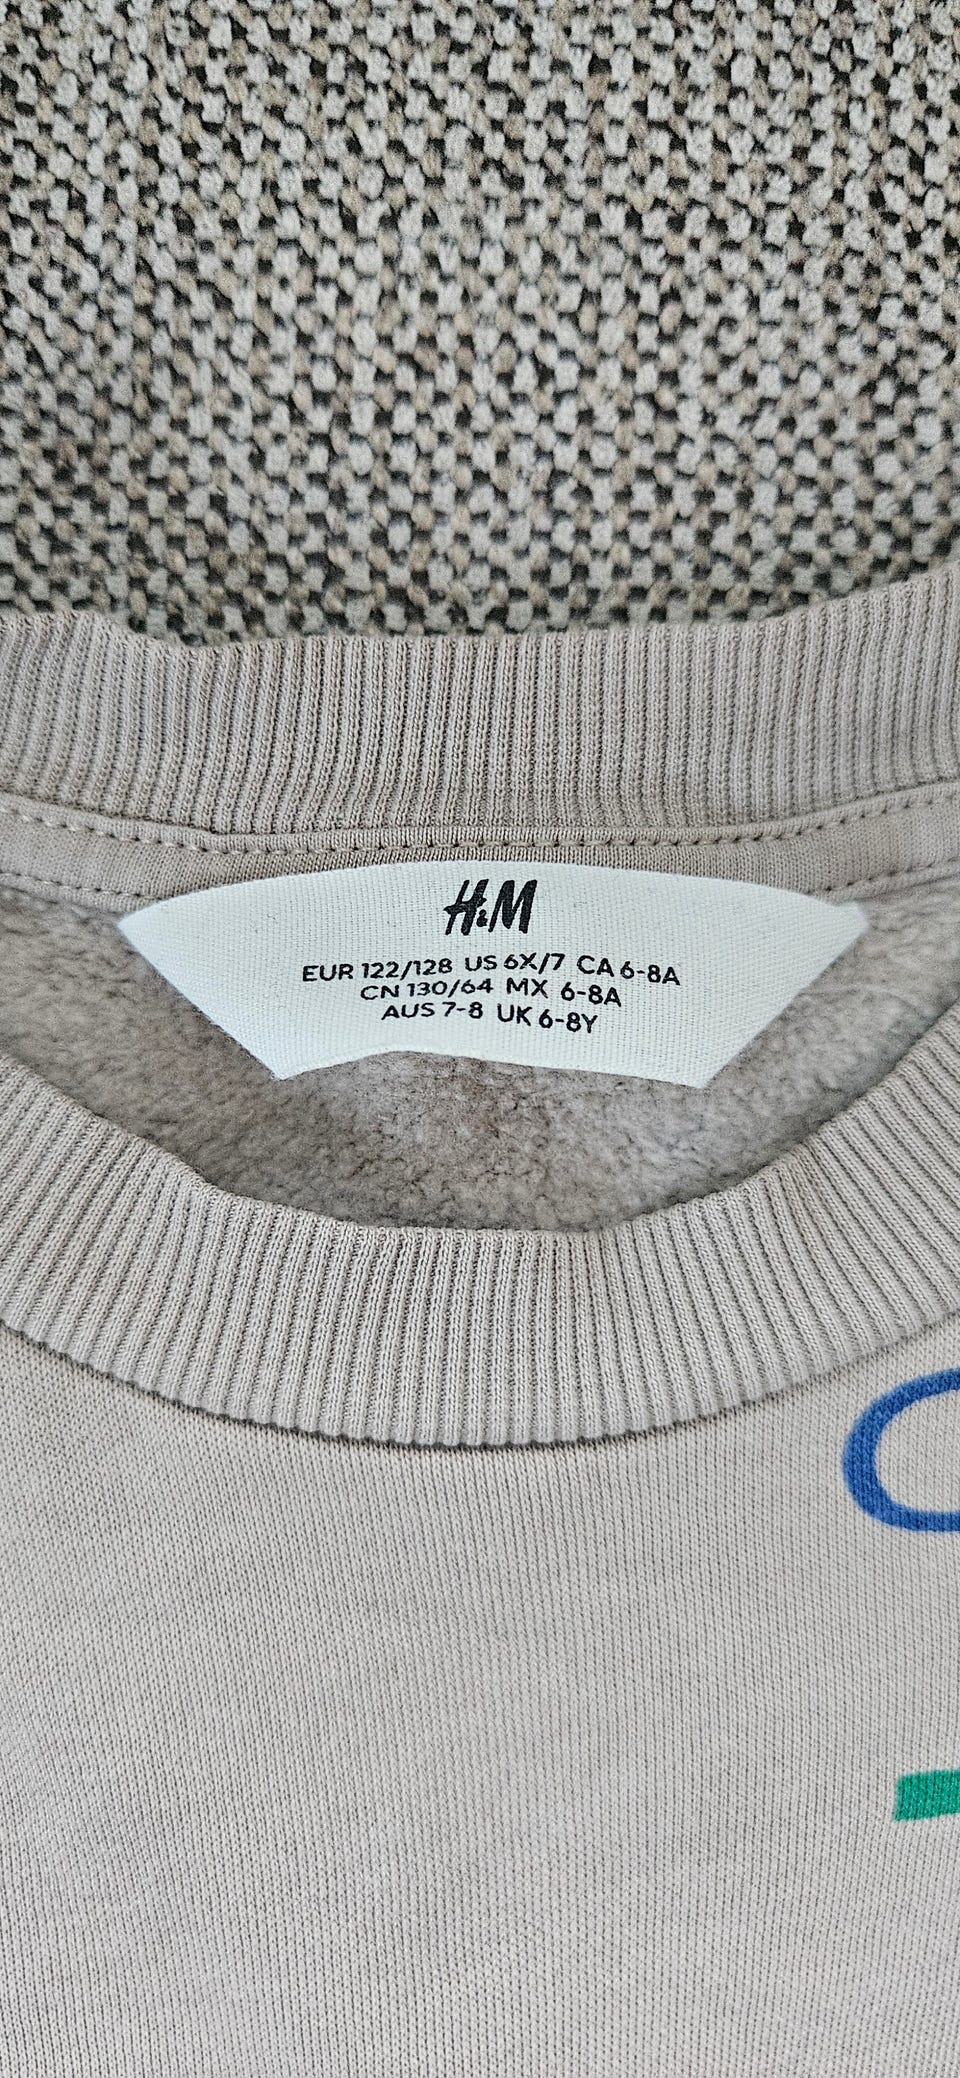 H&M
EUR 122/128 US 6X/7 CA 6-8A
CN 130/64 MX 6-8A
AUS 7-8 UK 6-8Y